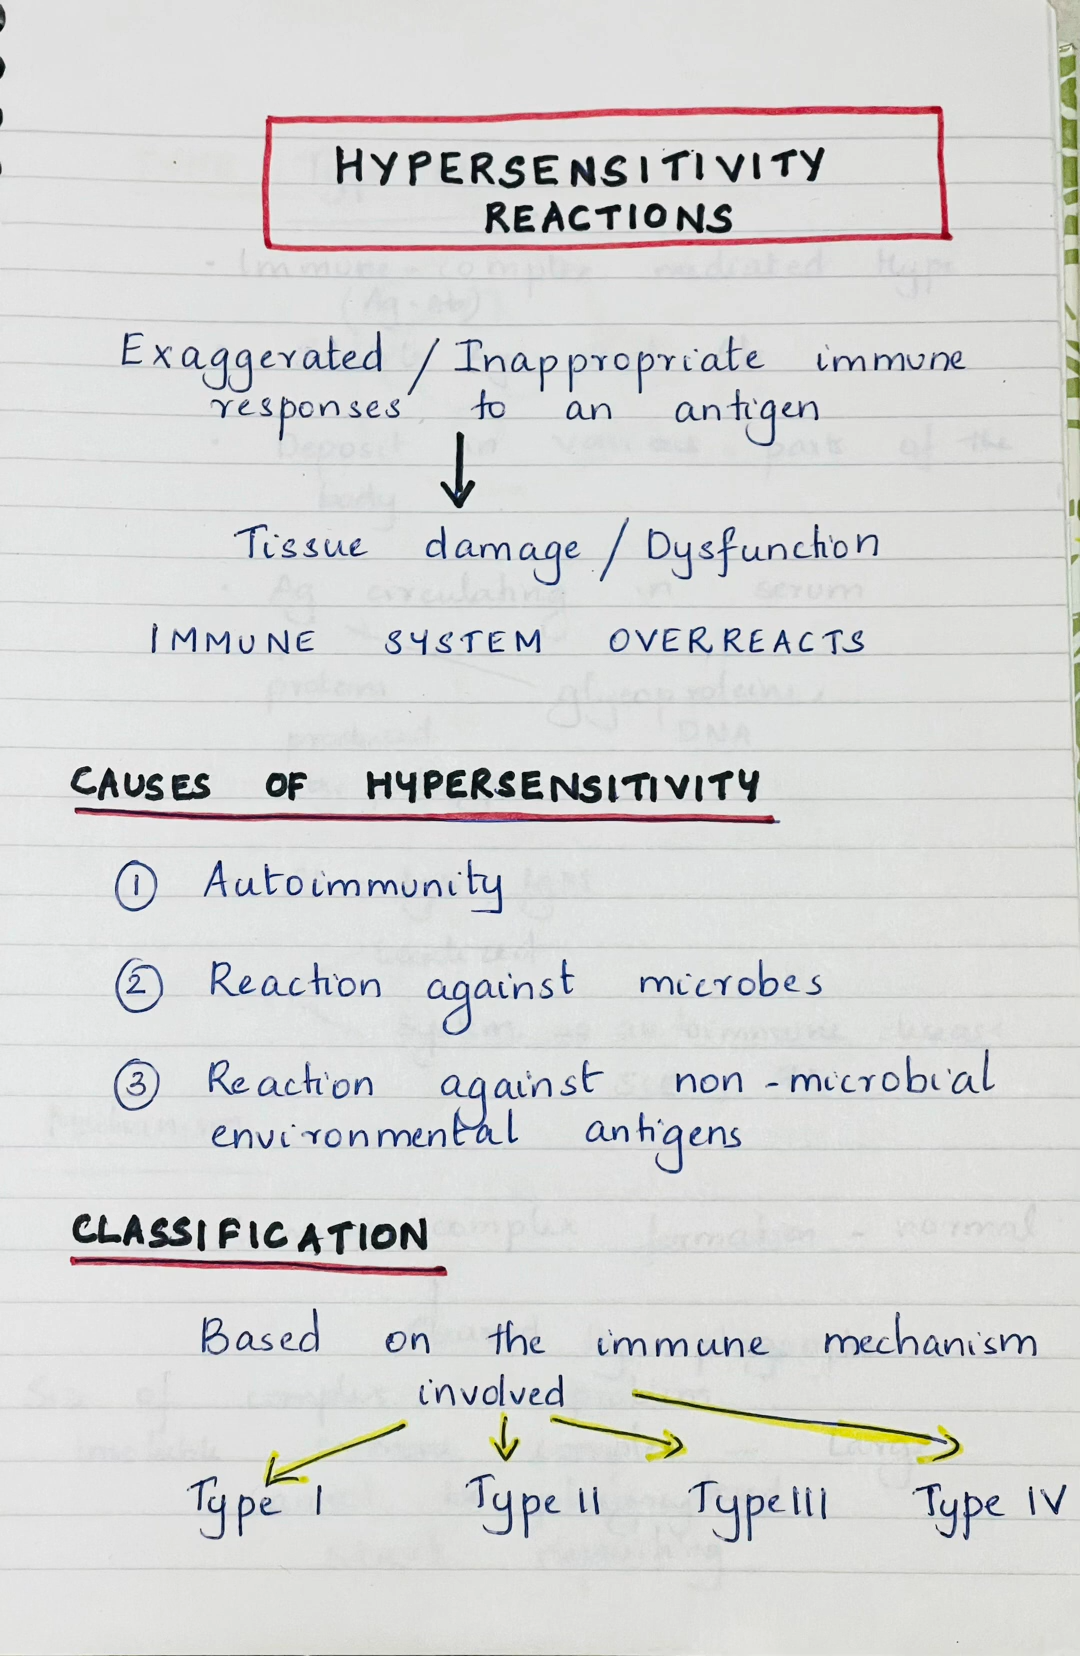 HYPERSENSITIVITY
REACTIONS
Exaggerated / Inappropriate immune
responses to an antigen
Tissue damage / Dysfunction
IMMUNE SYSTEM OVERREACTS
CAUSES OF HYPERSENSITIVITY
① Autoimmunity
② Reaction against microbes
③ Reaction against non-microbial
environmental antigens
CLASSIFICATION
Based on the immune mechanism
involved
Type I Type II Type III Type IV